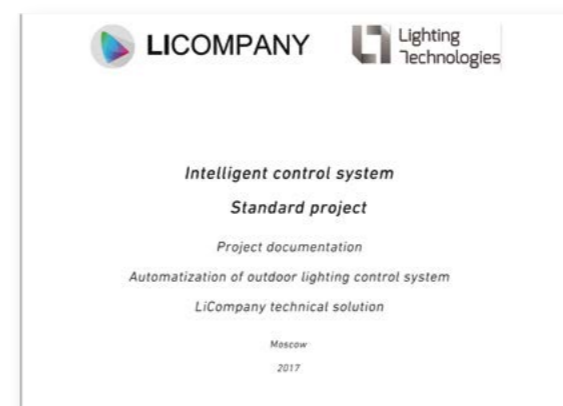 LICOMPANY
Lighting
Technologies
Intelligent control system
Standard project
Project documentation
Automatization of outdoor lighting control system
LiCompany technical solution
Moscow
2017